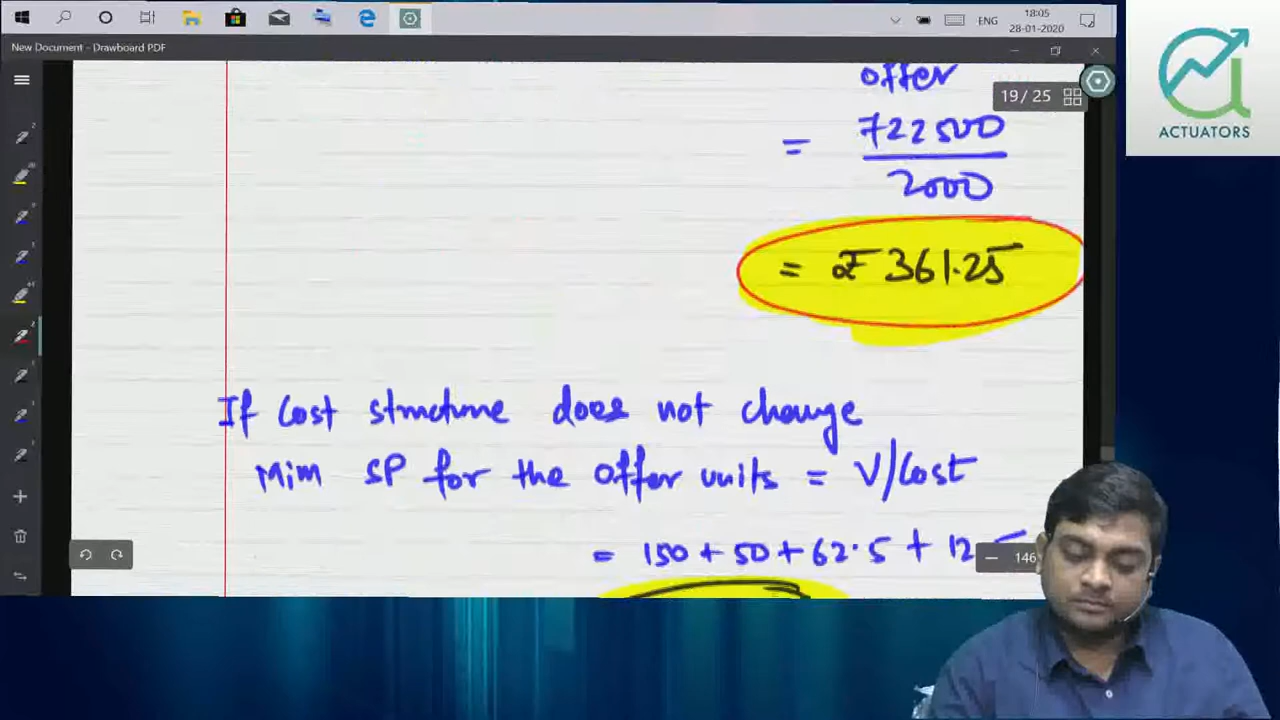 18:05
ENG
28-01-2020
New Document - Drawboard PDF
19 / 25
ACTUATORS
offer
= 722500
2000
= ₹ 361.25
If Cost structure does not change
Mim SP for the offer units = V/Cost
= 150 + 50 + 62.5 + 12
146